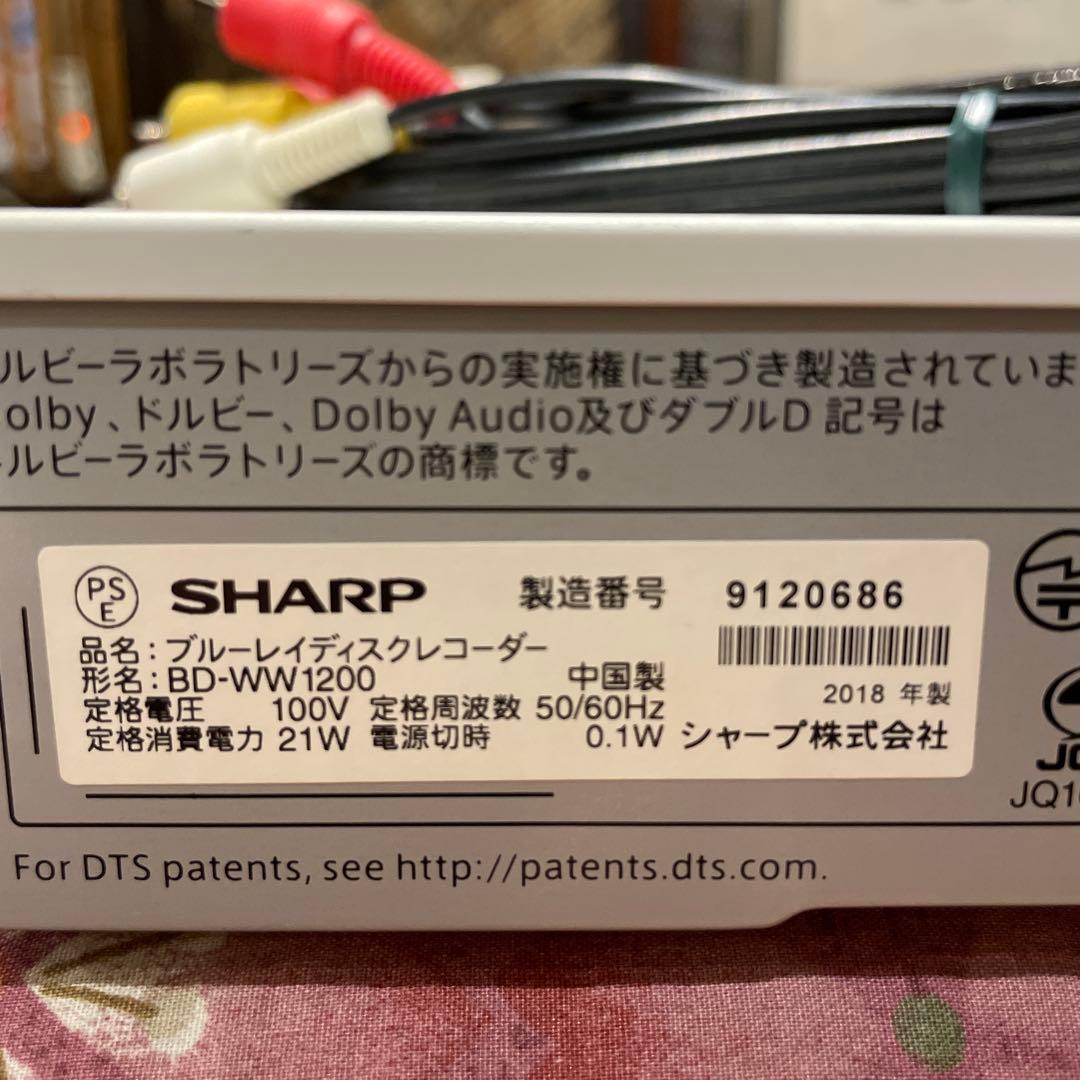 ルビーラボラトリーズからの実施権に基づき製造されていま
olby、ドルビー、Dolby Audio及びダブルD 記号は
ルビーラボラトリーズの商標です。
PS
E
SHARP 製造番号 9120686
品名：ブルーレイディスクレコーダー
形名：BD-WW1200 中国製
2018 年製
定格電圧 100V 定格周波数 50/60Hz
定格消費電力 21W 電源切時 0.1W シャープ株式会社
For DTS patents, see http://patents.dts.com.